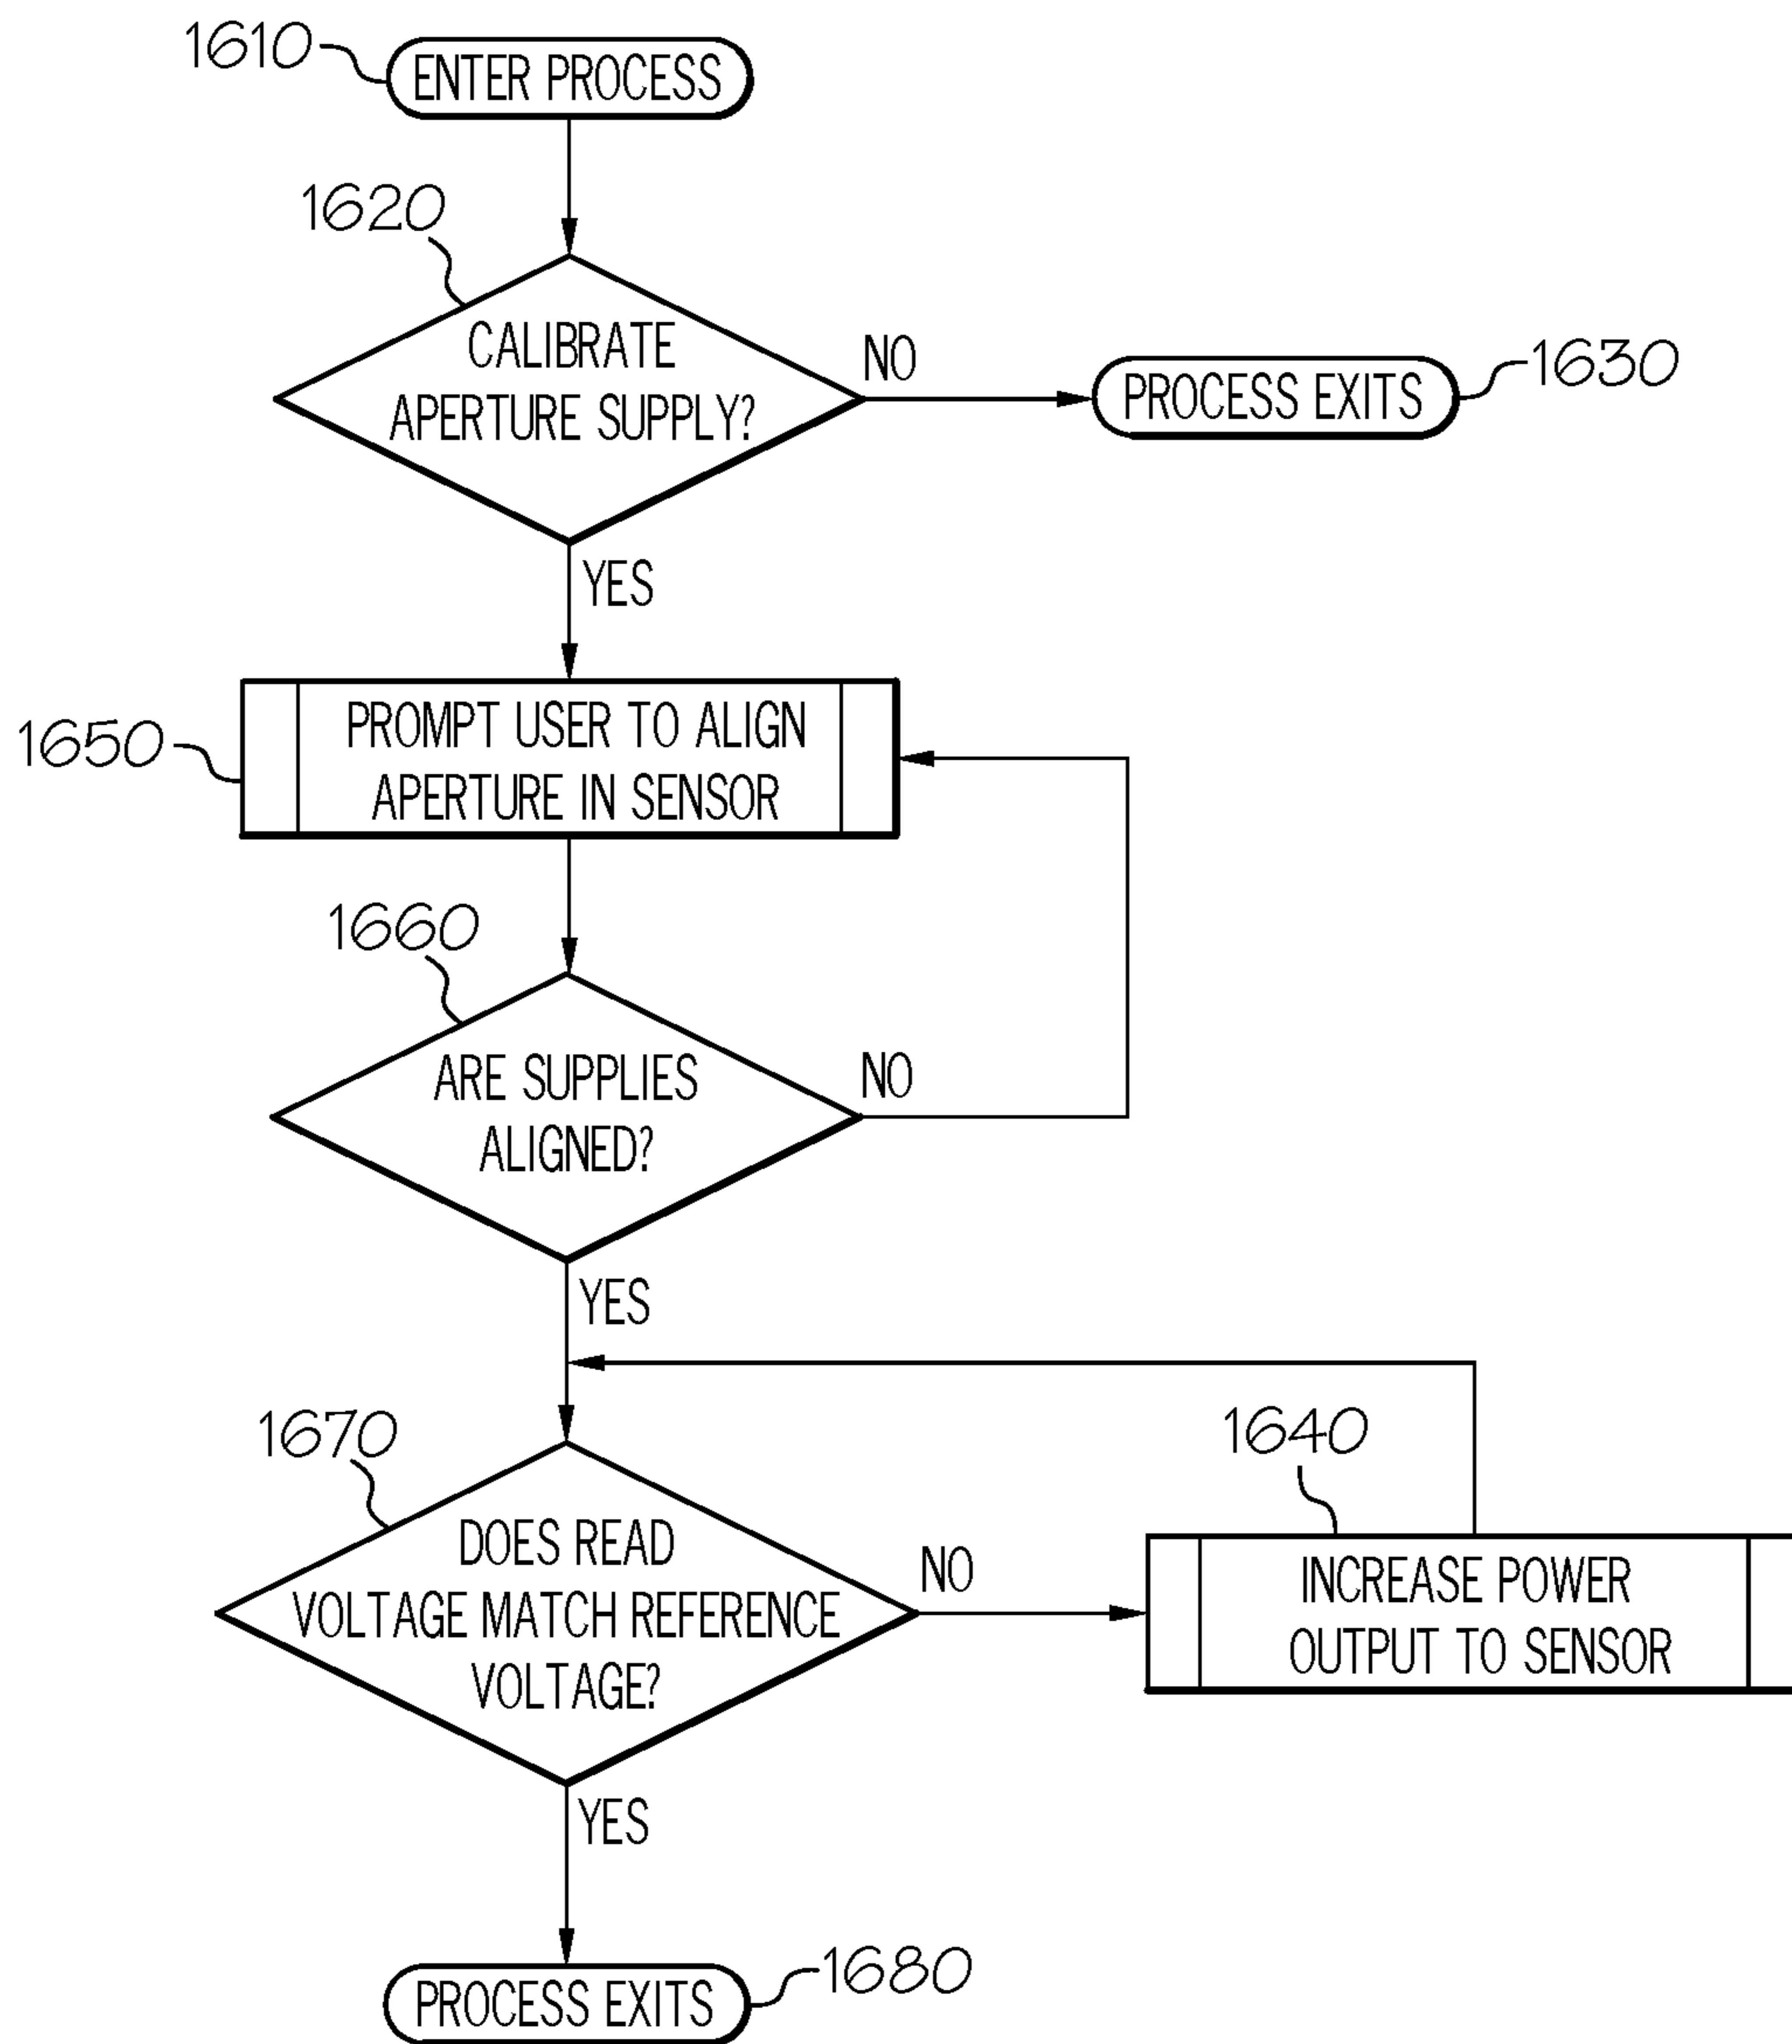 1610
ENTER PROCESS
1620
CALIBRATE
APERTURE SUPPLY?
NO
PROCESS EXITS
1630
YES
1650
PROMPT USER TO ALIGN
APERTURE IN SENSOR
1660
ARE SUPPLIES
ALIGNED?
NO
YES
1670
DOES READ
VOLTAGE MATCH REFERENCE
VOLTAGE?
NO
1640
INCREASE POWER
OUTPUT TO SENSOR
YES
PROCESS EXITS
1680